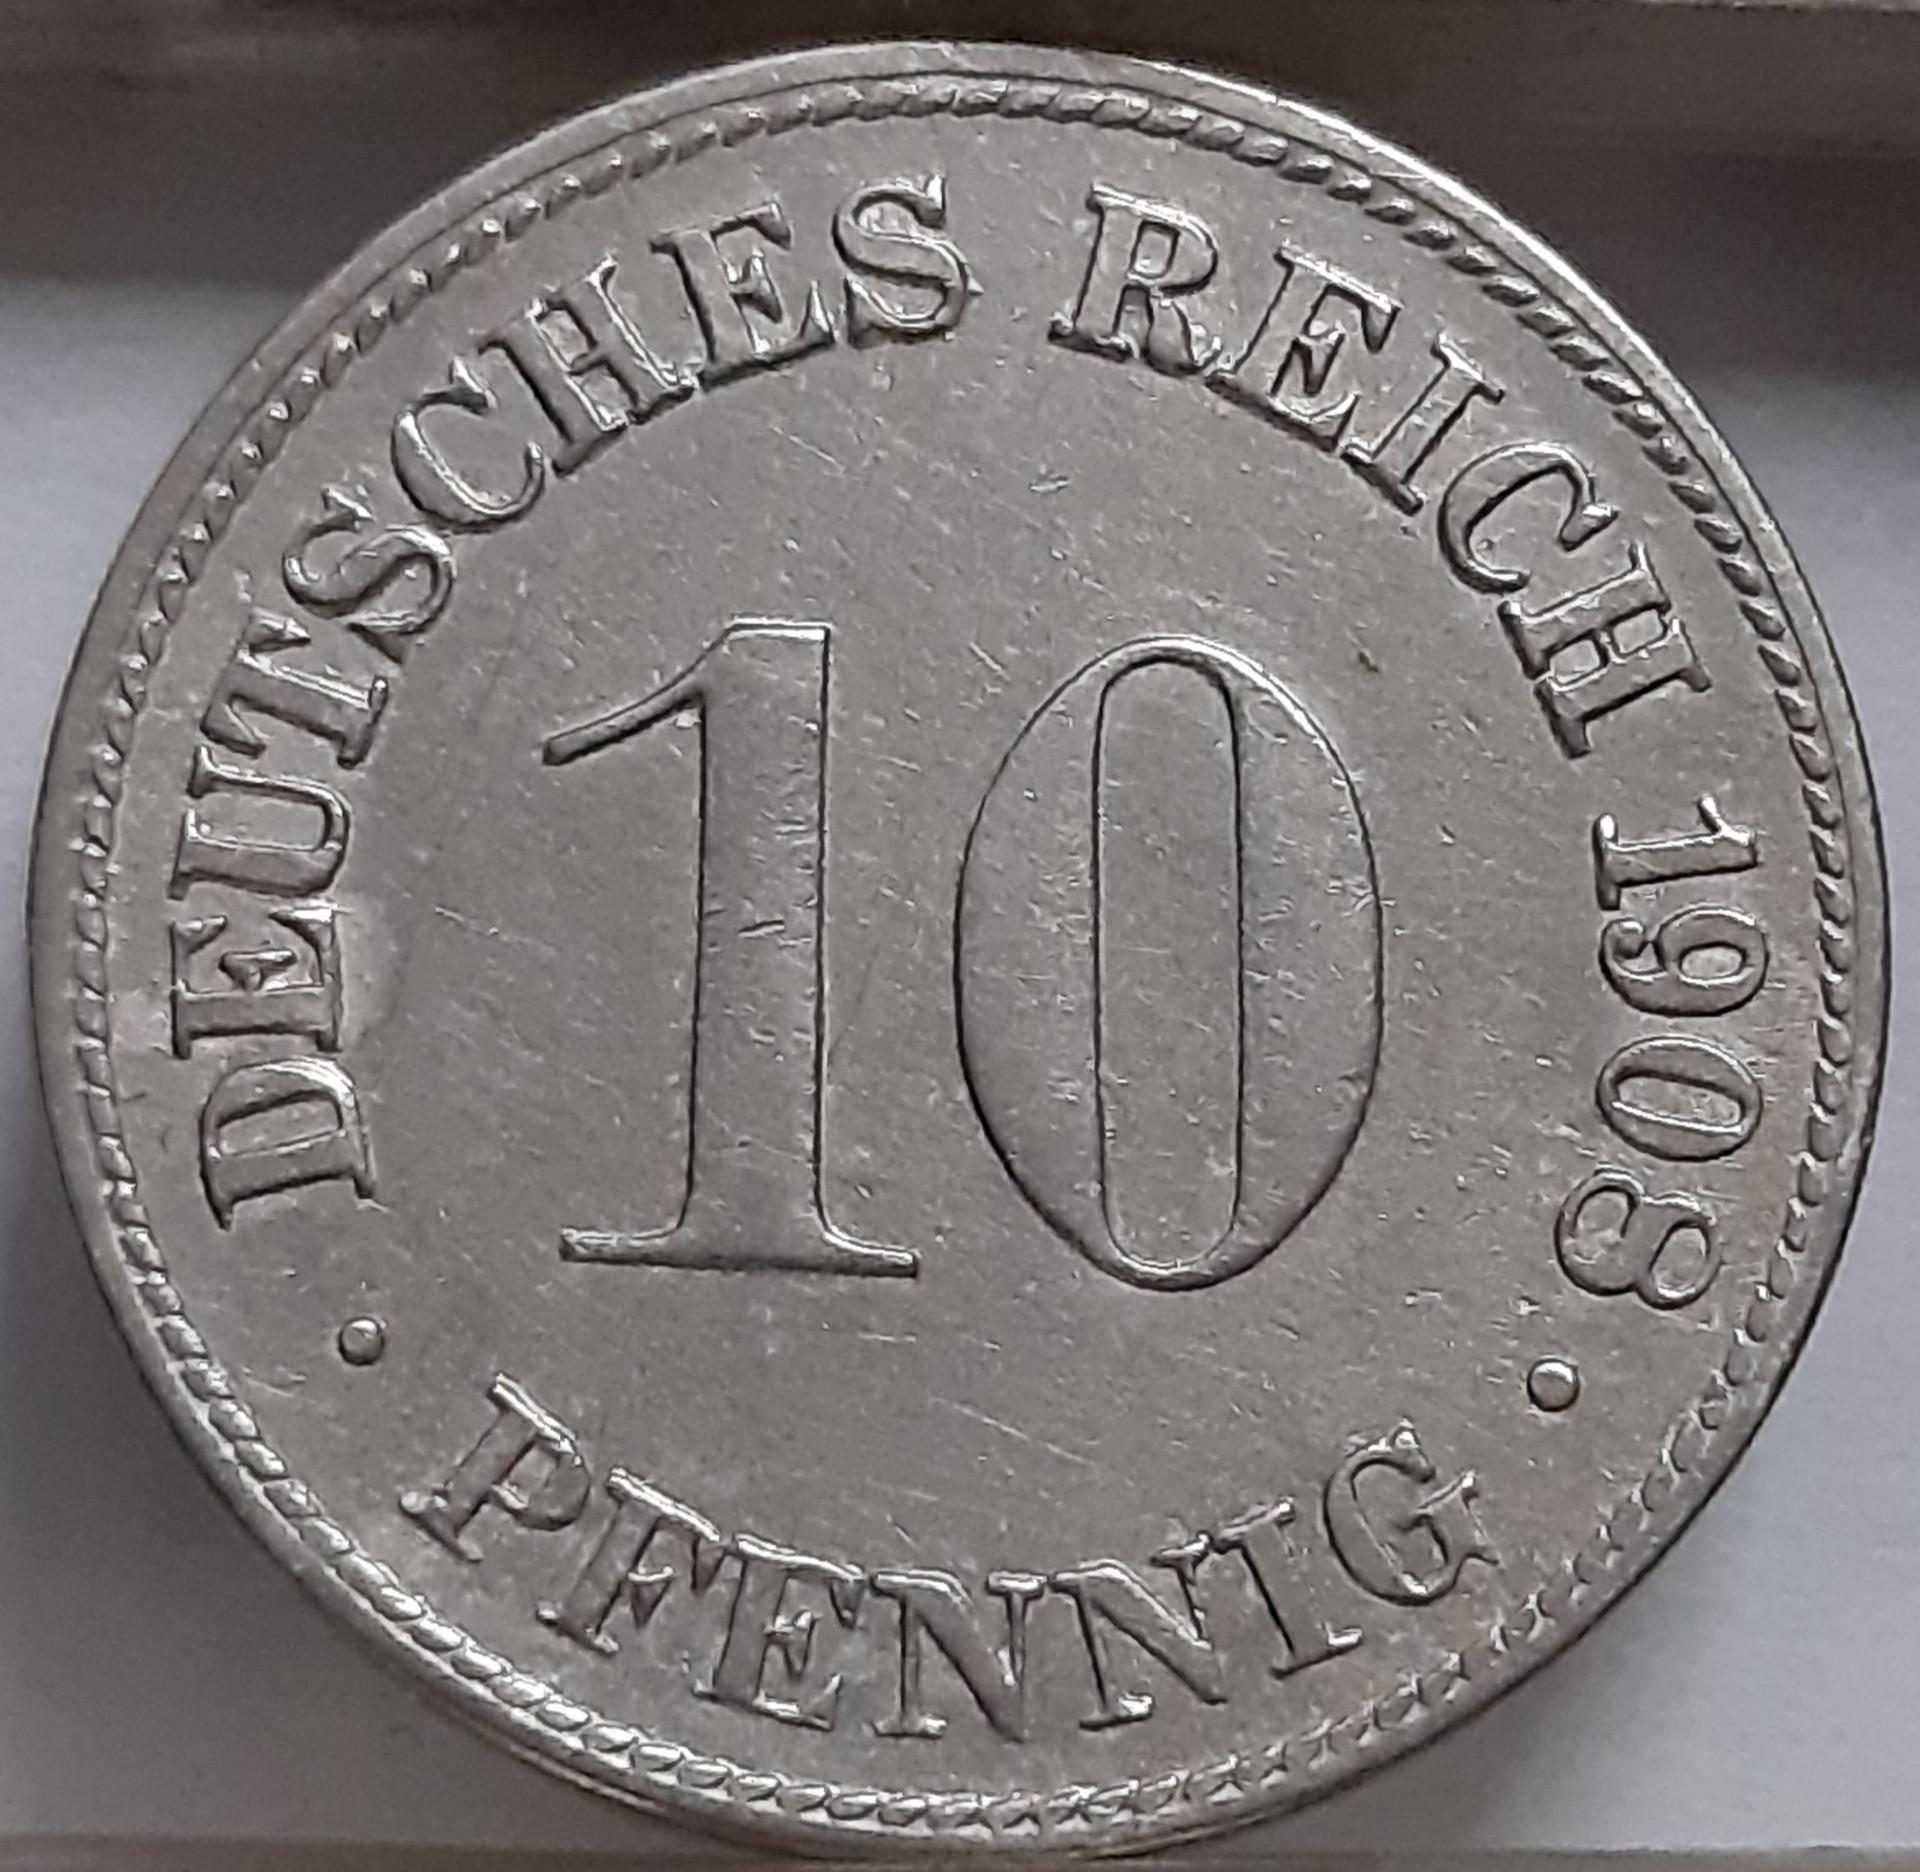 DEUTSCHES REICH 1908
10
· PFENNIG ·